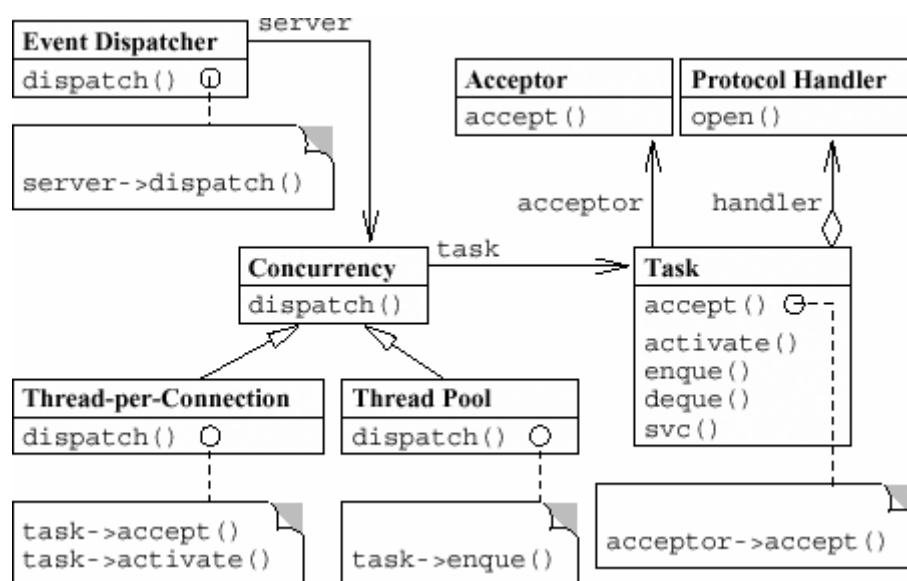 server
Event Dispatcher
dispatch()
server->dispatch()
Acceptor
accept()
Protocol Handler
open()
acceptor
handler
task
Concurrency
dispatch()
Task
accept()
activate()
enque()
deque()
svc()
Thread-per-Connection
dispatch()
Thread Pool
dispatch()
task->accept()
task->activate()
task->enque()
acceptor->accept()